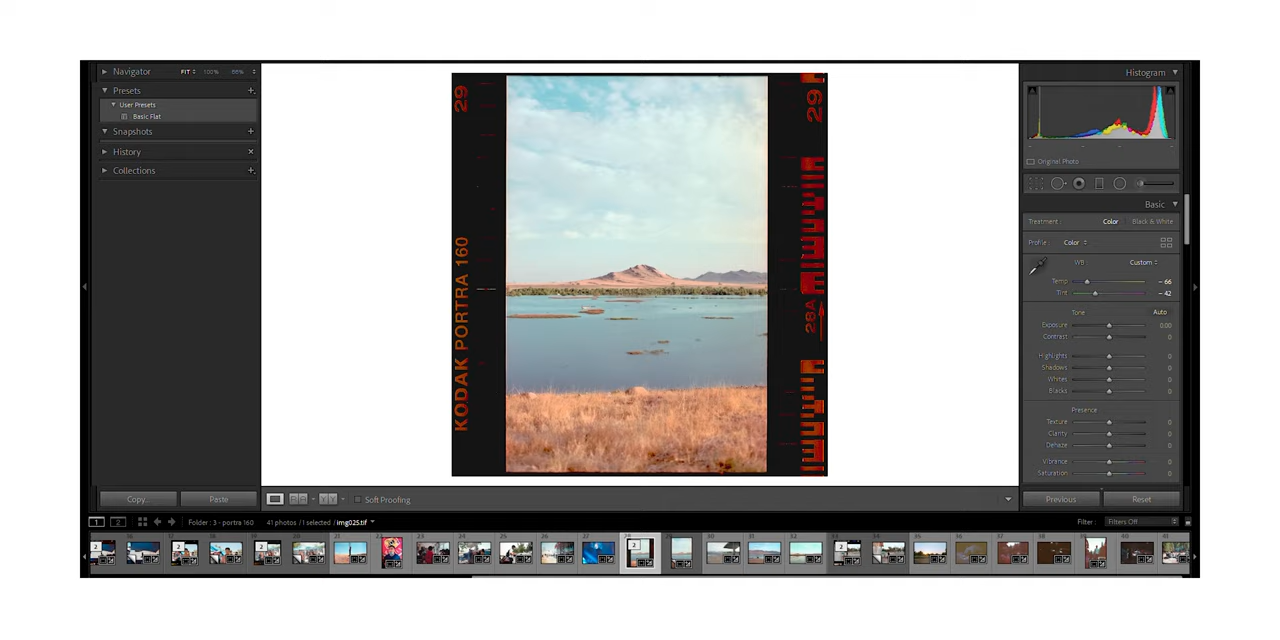 Navigator FIT 100% 66%
Presets
User Presets
Basic Flat
Snapshots
History
Collections
Copy...
Paste
29
KODAK PORTRA 160
29
28A
Soft Proofing
Histogram
Original Photo
Basic
Treatment : Color Black & White
Profile : Color
WB : Custom
Temp - 66
Tint - 42
Tone Auto
Exposure 0.00
Contrast 0
Highlights 0
Shadows 0
Whites 0
Blacks 0
Presence
Texture 0
Clarity 0
Dehaze 0
Vibrance 0
Saturation 0
Previous
Reset
1 2 Folder : 3 - portra 160 41 photos / 1 selected / img025.tif
Filter : Filters Off